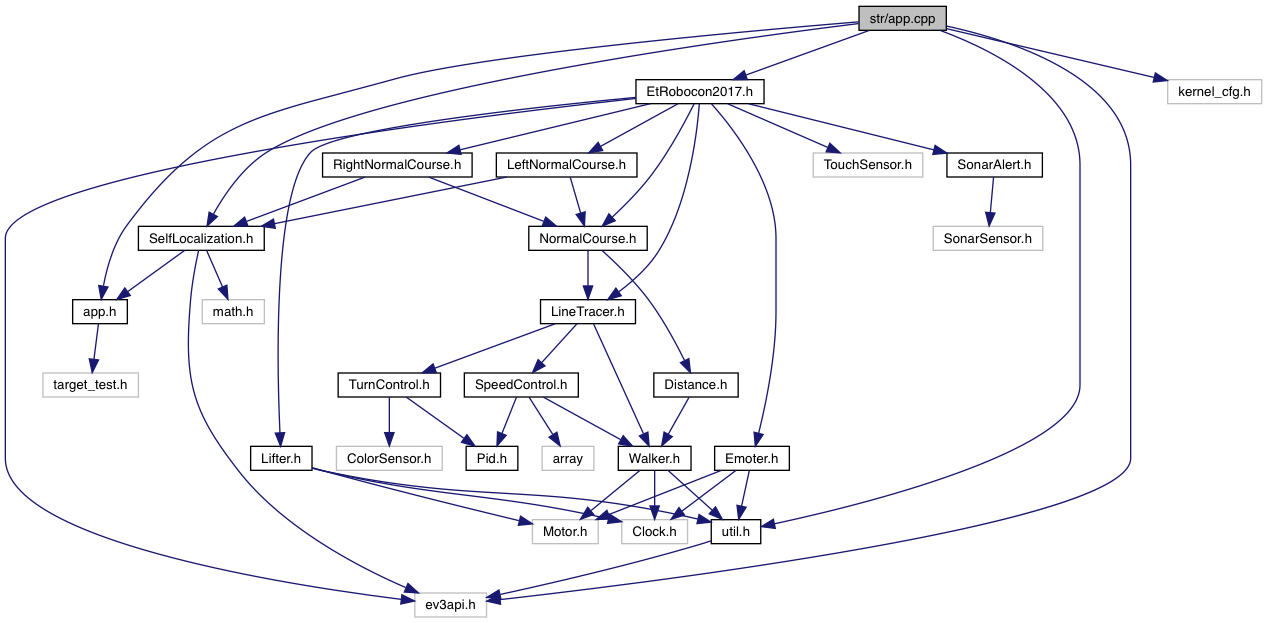 str/app.cpp
EtRobocon2017.h
kernel_cfg.h
RightNormalCourse.h
LeftNormalCourse.h
TouchSensor.h
SonarAlert.h
SelfLocalization.h
NormalCourse.h
SonarSensor.h
app.h
math.h
LineTracer.h
target_test.h
TurnControl.h
SpeedControl.h
Distance.h
Lifter.h
ColorSensor.h
Pid.h
array
Walker.h
Emoter.h
Motor.h
Clock.h
util.h
ev3api.h